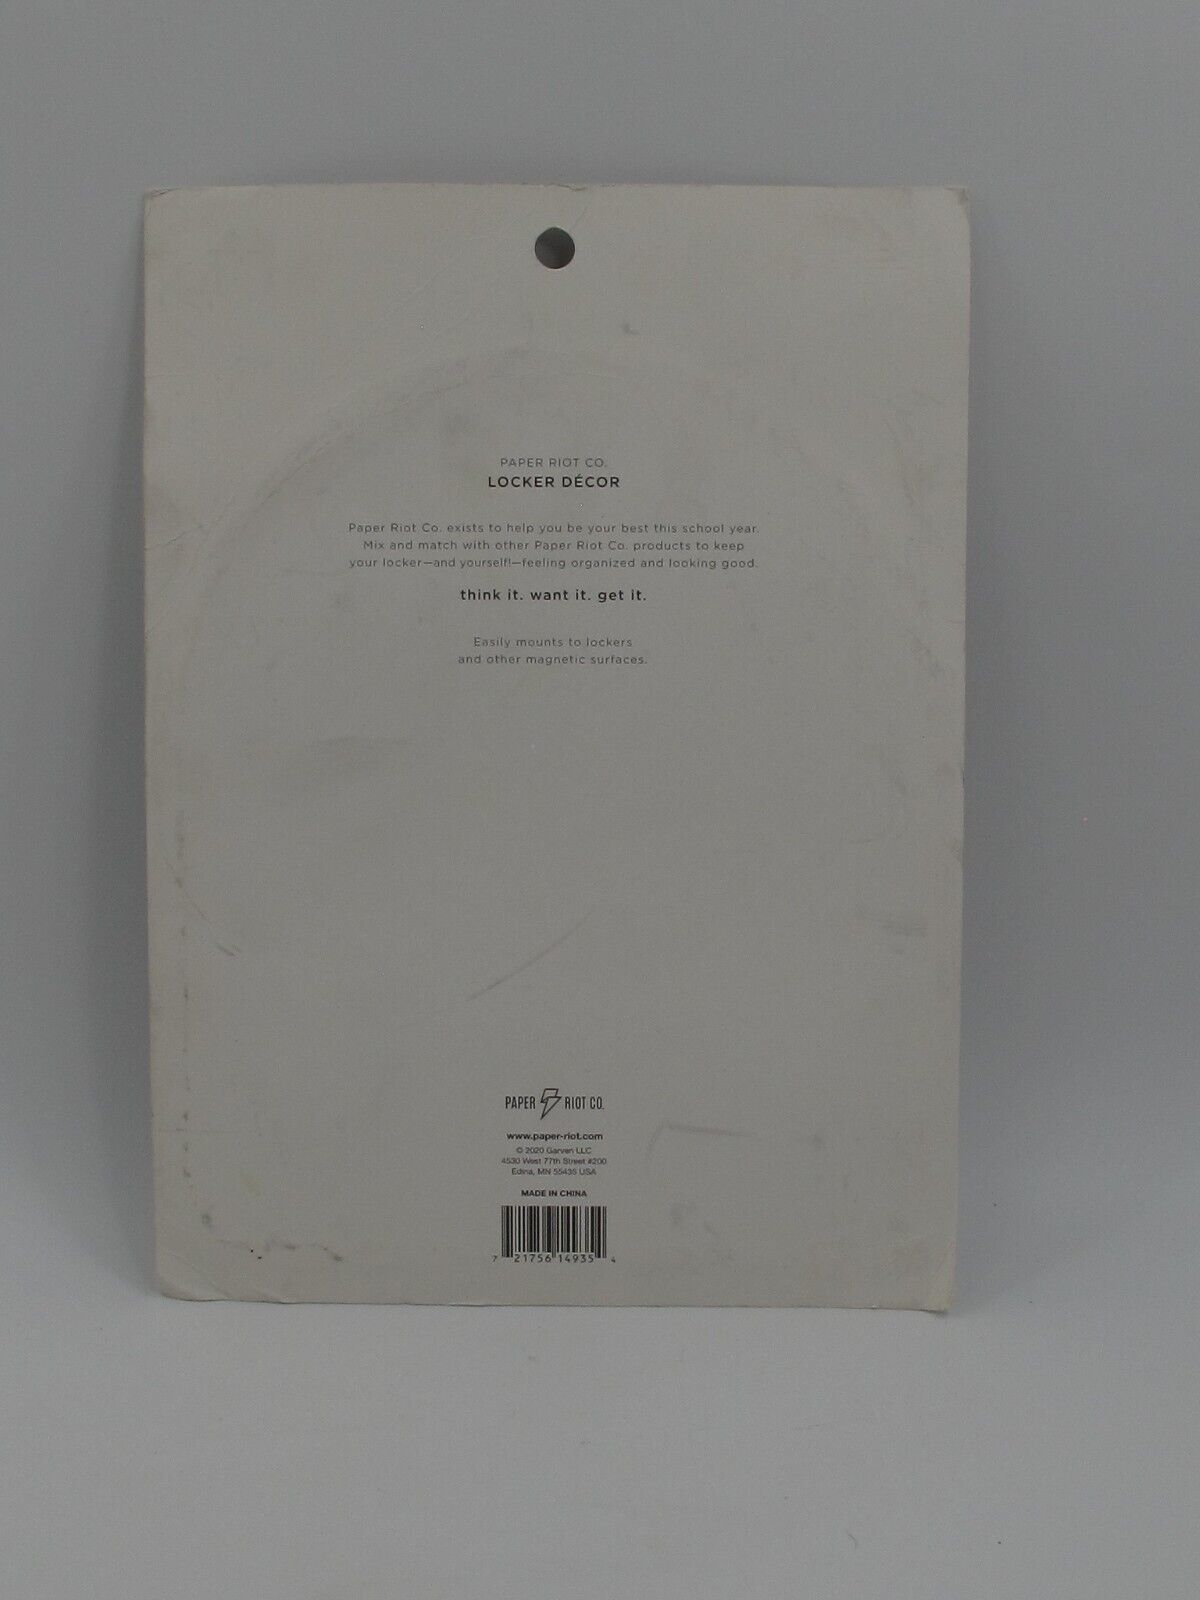 PAPER RIOT CO.
LOCKER DÉCOR
Paper Riot Co. exists to help you be your best this school year.
Mix and match with other Paper Riot Co. products to keep
your locker—and yourself!—feeling organized and looking good.
think it. want it. get it.
Easily mounts to lockers
and other magnetic surfaces.
PAPER RIOT CO.
www.paper-riot.com
© 2020 Garven LLC
4530 West 77th Street #200
Edina, MN 55435 USA
MADE IN CHINA
7 21756 14935 4